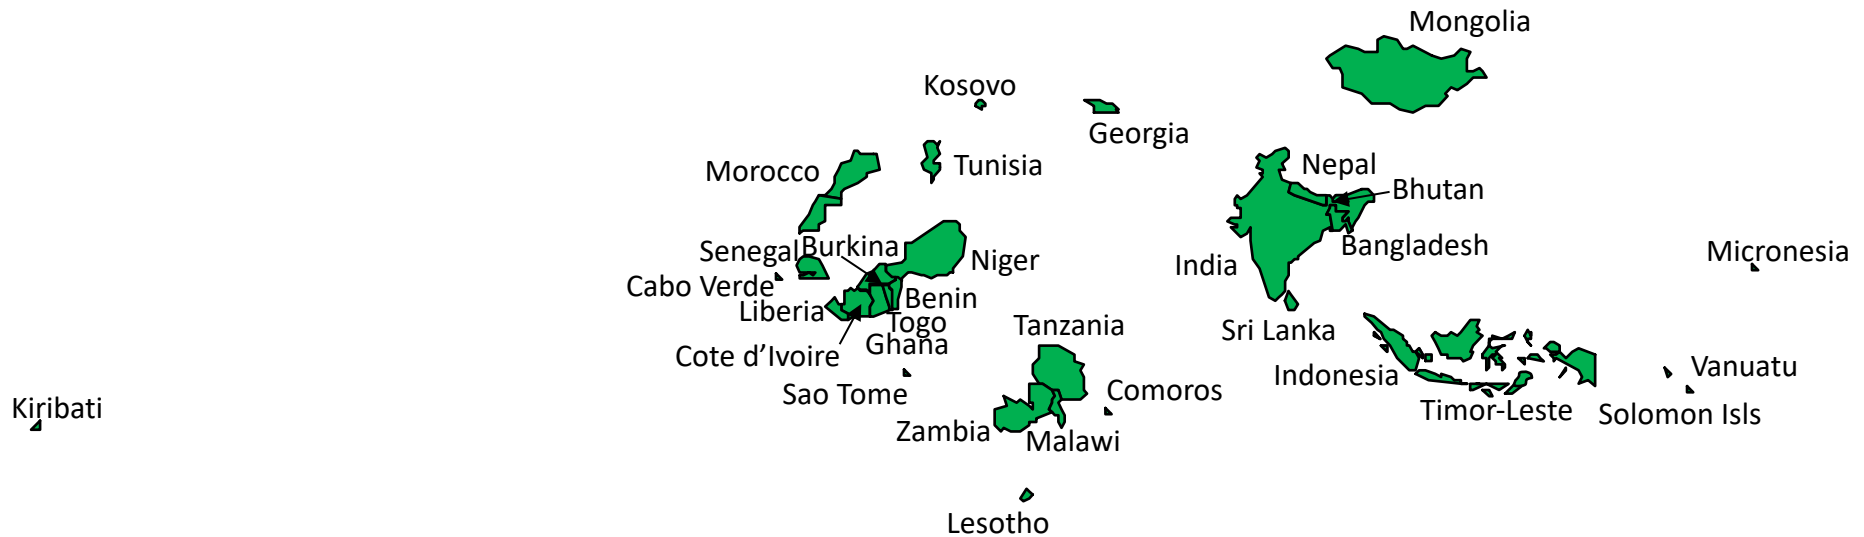 Mongolia
Kosovo
Georgia
Morocco
Tunisia
Nepal
Bhutan
Senegal
Burkina
Niger
India
Bangladesh
Micronesia
Cabo Verde
Liberia
Benin
Togo
Ghana
Cote d’Ivoire
Tanzania
Sri Lanka
Indonesia
Vanuatu
Sao Tome
Comoros
Timor-Leste
Solomon Isls
Kiribati
Zambia
Malawi
Lesotho